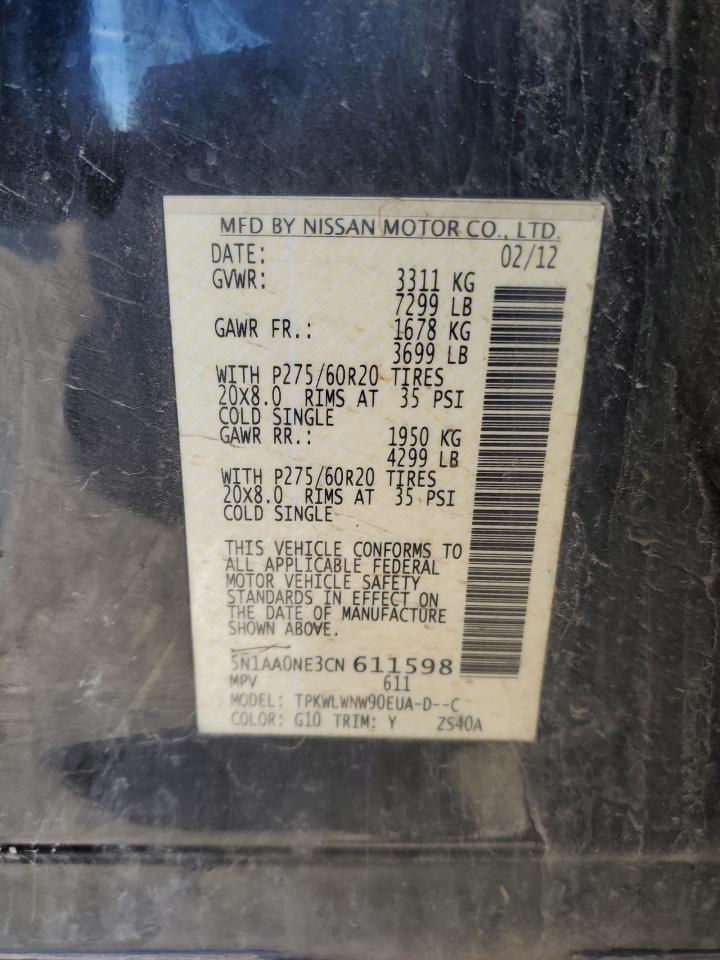 MFD BY NISSAN MOTOR CO., LTD.
DATE: 02/12
GVWR: 3311 KG
7299 LB
GAWR FR.: 1678 KG
3699 LB
WITH P275/60R20 TIRES
20X8.0 RIMS AT 35 PSI
COLD SINGLE
GAWR RR.: 1950 KG
4299 LB
WITH P275/60R20 TIRES
20X8.0 RIMS AT 35 PSI
COLD SINGLE
THIS VEHICLE CONFORMS TO
ALL APPLICABLE FEDERAL
MOTOR VEHICLE SAFETY
STANDARDS IN EFFECT ON
THE DATE OF MANUFACTURE
SHOWN ABOVE.
5N1AA0NE3CN 611598
MPV 611
MODEL: TPKWLWNW90EUA-D--C
COLOR: G10 TRIM: Y ZS40A